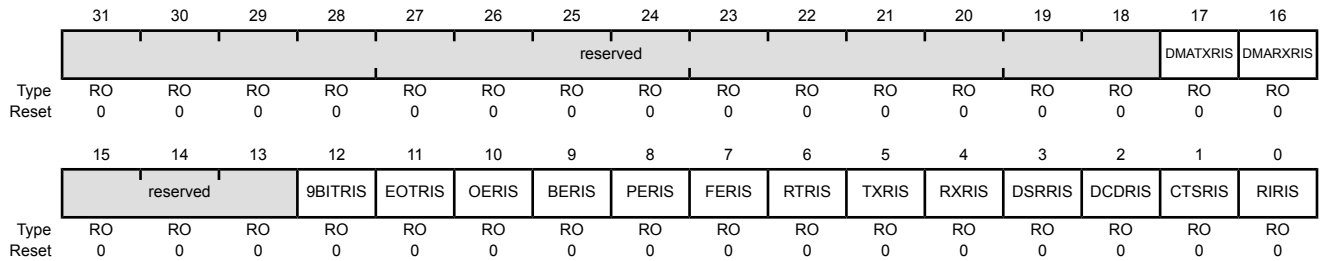 31 30 29 28 27 26 25 24 23 22 21 20 19 18 17 16
reserved DMATXRIS DMARXRIS
Type RO RO RO RO RO RO RO RO RO RO RO RO RO RO RO RO
Reset 0 0 0 0 0 0 0 0 0 0 0 0 0 0 0 0
15 14 13 12 11 10 9 8 7 6 5 4 3 2 1 0
reserved 9BITRIS EOTRIS OERIS BERIS PERIS FERIS RTRIS TXRIS RXRIS DSRRIS DCDRIS CTSRIS RIRIS
Type RO RO RO RO RO RO RO RO RO RO RO RO RO RO RO RO
Reset 0 0 0 0 0 0 0 0 0 0 0 0 0 0 0 0